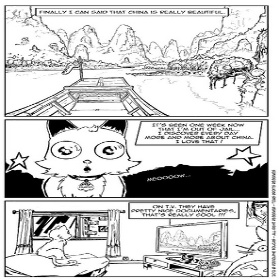 FINALLY I CAN SAID THAT CHINA IS REALLY BEAUTIFUL.
IT'S BEEN ONE WEEK NOW
THAT I'M OUT OF JAIL...
I DISCOVER EVERY DAY
MORE AND MORE ABOUT CHINA.
I LOVE THAT !
MEOOOOW...
ON T.V. THEY HAVE
PRETTY NICE DOCUMENTARIES,
THAT'S REALLY COOL !!!